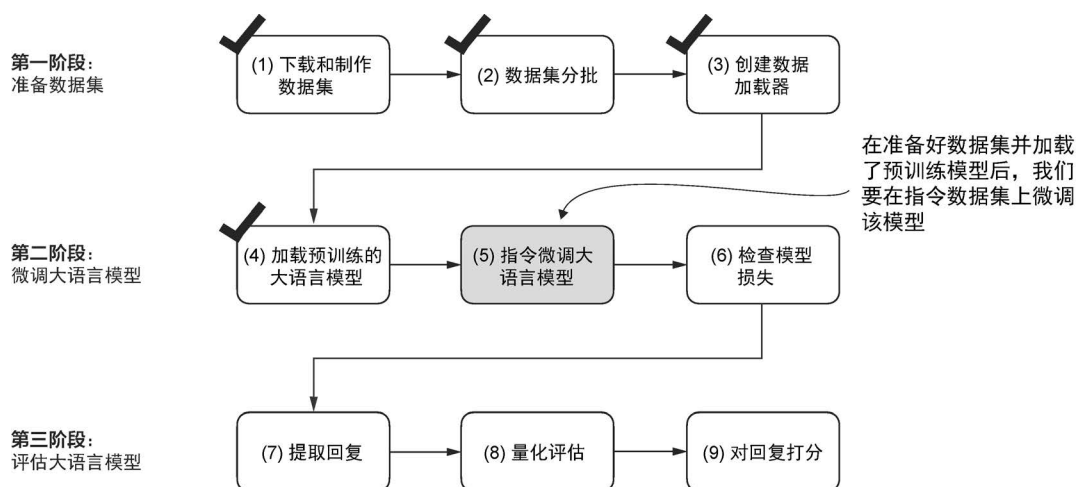 第一阶段：
准备数据集
(1) 下载和制作
数据集
(2) 数据集分批
(3) 创建数据
加载器
在准备好数据集并加载
了预训练模型后，我们
要在指令数据集上微调
该模型
第二阶段：
微调大语言模型
(4) 加载预训练的
大语言模型
(5) 指令微调大
语言模型
(6) 检查模型
损失
第三阶段：
评估大语言模型
(7) 提取回复
(8) 量化评估
(9) 对回复打分